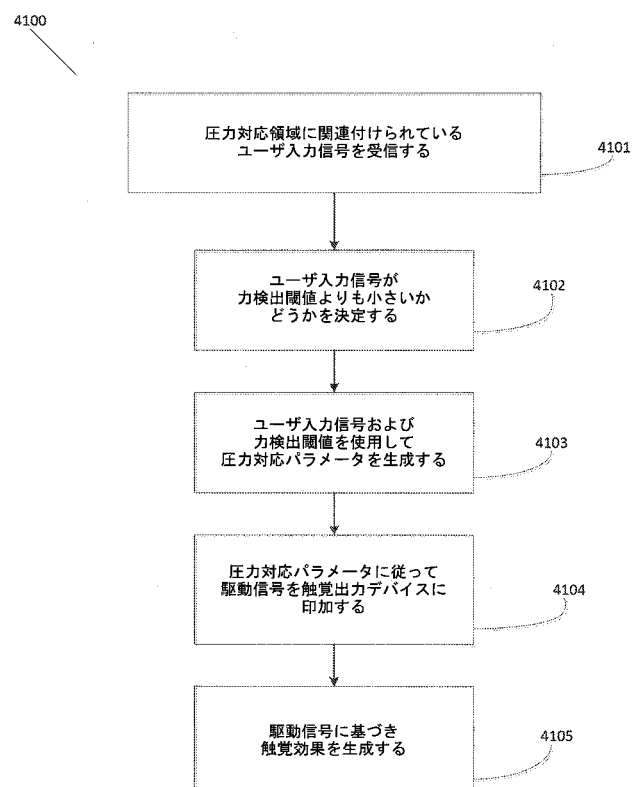 4100
圧力対応領域に関連付けられている
ユーザ入力信号を受信する
4101
ユーザ入力信号が
力検出閾値よりも小さいか
どうかを決定する
4102
ユーザ入力信号および
力検出閾値を使用して
圧力対応パラメータを生成する
4103
圧力対応パラメータに従って
駆動信号を触覚出力デバイスに
印加する
4104
駆動信号に基づき
触覚効果を生成する
4105